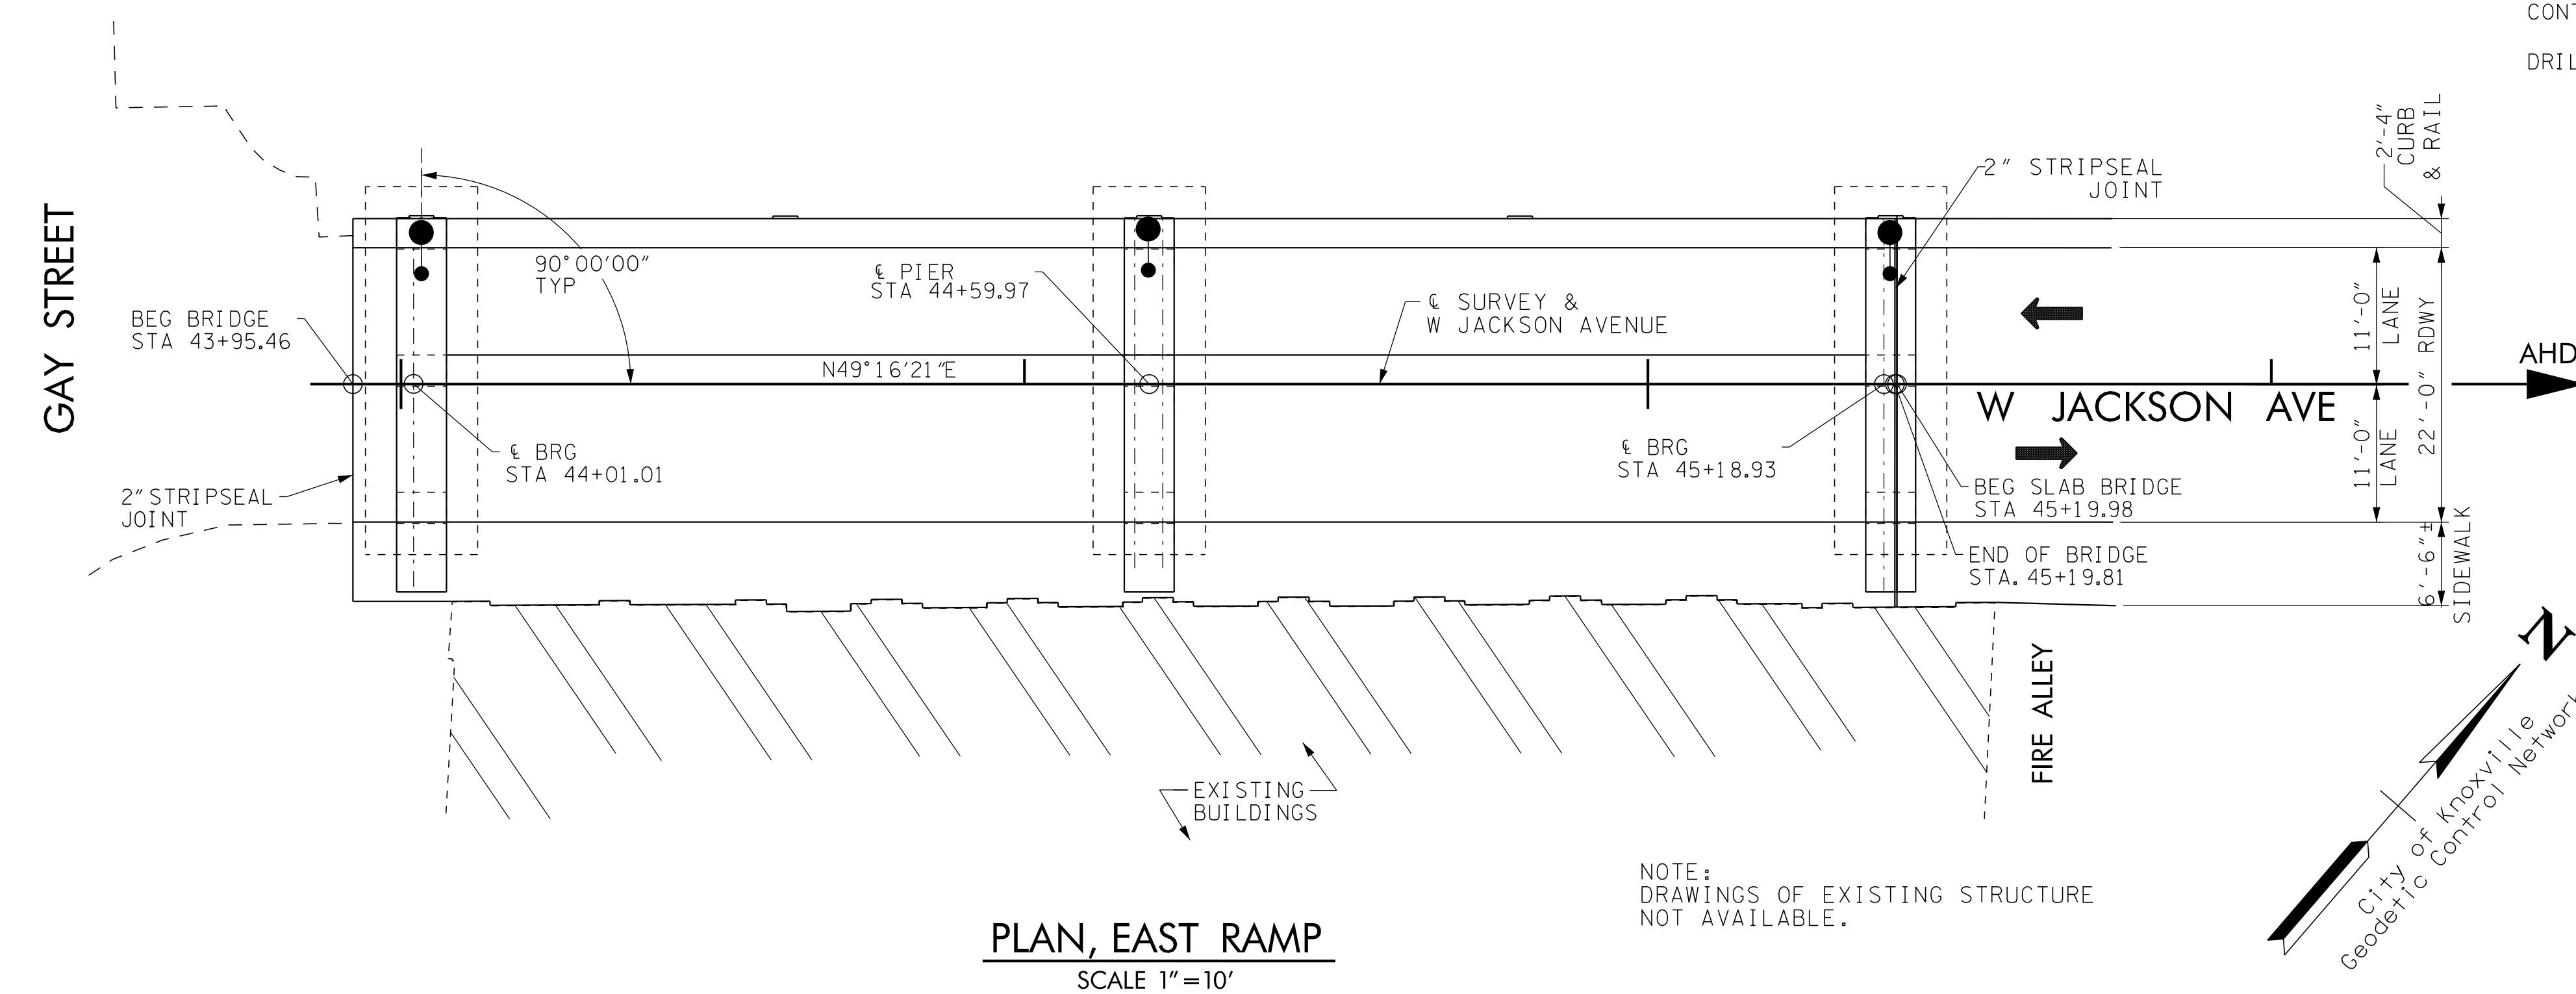 CONT
DRIL
2'-4"
CURB
& RAIL
2" STRIPSEAL
JOINT
GAY STREET
90°00'00"
TYP
℄ PIER
STA 44+59.97
℄ SURVEY &
W JACKSON AVENUE
BEG BRIDGE
STA 43+95.46
N49°16'21"E
11'-0"
LANE
22'-0" RDWY
AHD
W JACKSON AVE
℄ BRG
STA 44+01.01
℄ BRG
STA 45+18.93
11'-0"
LANE
2"STRIPSEAL
JOINT
BEG SLAB BRIDGE
STA 45+19.98
END OF BRIDGE
STA. 45+19.81
6'-6"±
SIDEWALK
FIRE ALLEY
N
City of Knoxville
Geodetic Control Network
EXISTING
BUILDINGS
NOTE:
DRAWINGS OF EXISTING STRUCTURE
NOT AVAILABLE.
PLAN, EAST RAMP
SCALE 1"=10'